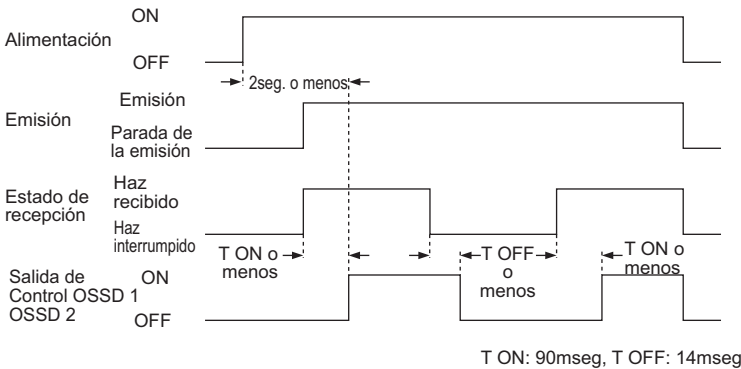 ON
Alimentación
OFF
2seg. o menos
Emisión
Emisión
Parada de
la emisión
Haz
recibido
Estado de
recepción
Haz
interrumpido
T ON o
menos
T OFF
o
menos
T ON o
menos
Salida de
Control OSSD 1
OSSD 2
ON
OFF
T ON: 90mseg, T OFF: 14mseg